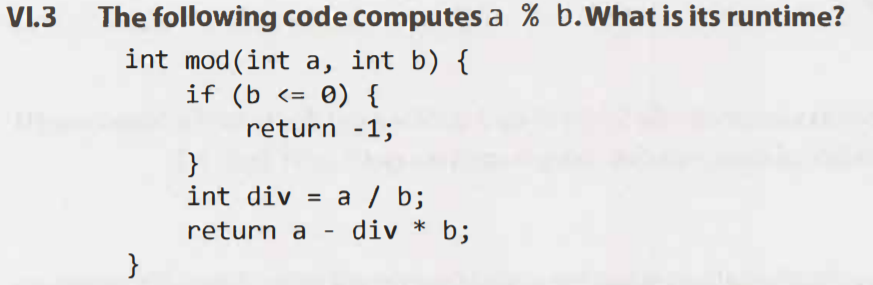 VI.3 The following code computes a % b. What is its runtime?
int mod(int a, int b) {
if (b <= 0) {
return -1;
}
int div = a / b;
return a - div * b;
}